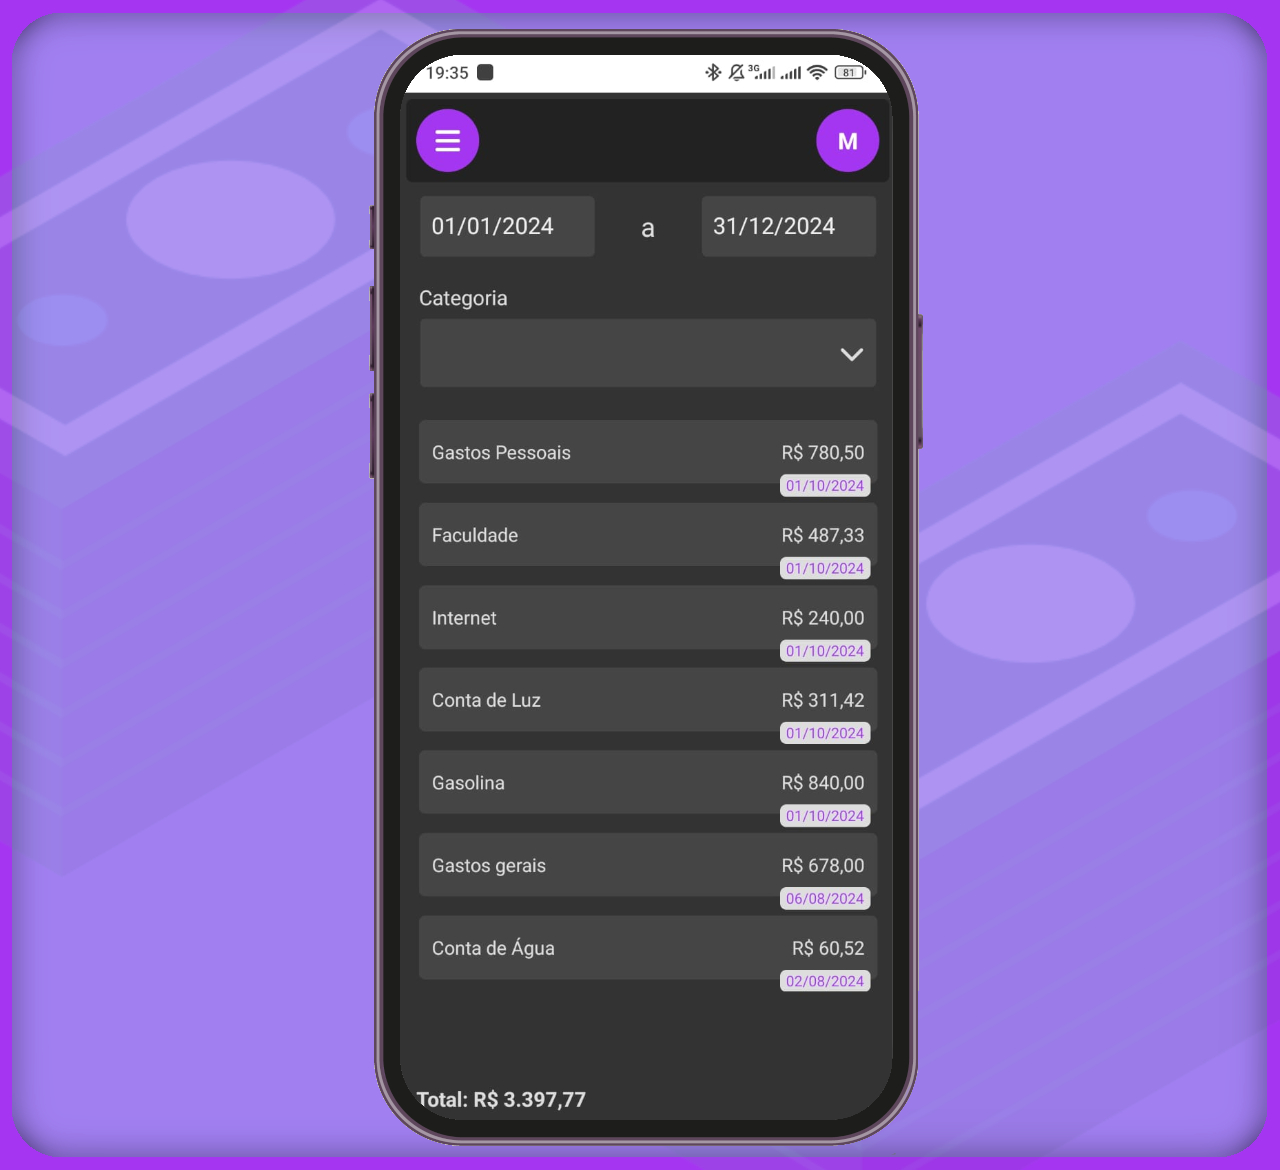 19:35 3G 81
M
01/01/2024 a 31/12/2024
Categoria
Gastos Pessoais R$ 780,50
01/10/2024
Faculdade R$ 487,33
01/10/2024
Internet R$ 240,00
01/10/2024
Conta de Luz R$ 311,42
01/10/2024
Gasolina R$ 840,00
01/10/2024
Gastos gerais R$ 678,00
06/08/2024
Conta de Água R$ 60,52
02/08/2024
Total: R$ 3.397,77